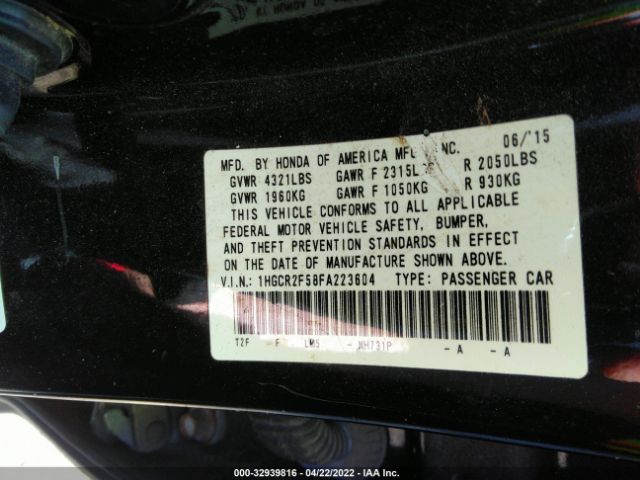 06/'15
MFD. BY HONDA OF AMERICA MFG. INC.
GVWR 4321LBS GAWR F 2315L R 2050LBS
GVWR 1960KG GAWR F 1050KG R 930KG
THIS VEHICLE CONFORMS TO ALL APPLICABLE
FEDERAL MOTOR VEHICLE SAFETY, BUMPER,
AND THEFT PREVENTION STANDARDS IN EFFECT
ON THE DATE OF MANUFACTURE SHOWN ABOVE.
V.I.N.: 1HGCR2F58FA223604 TYPE: PASSENGER CAR
T2F -F LM5 -NH731P -A -A
000-32939816 - 04/22/2022 - IAA Inc.